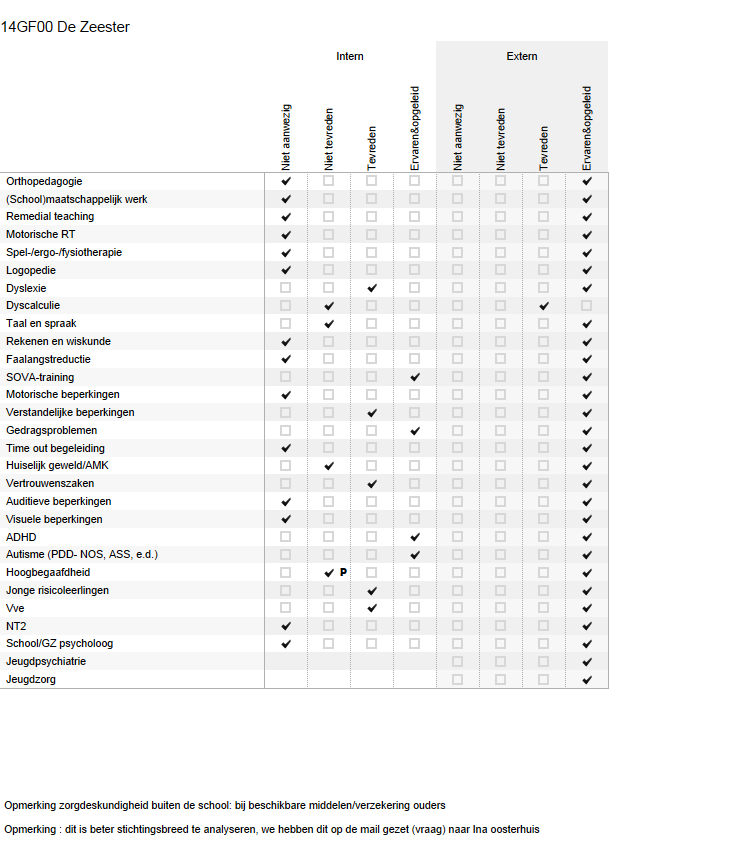 14GF00 De Zeester
Intern Extern
Niet aanwezig Niet tevreden Tevreden Ervaren&opgeleid Niet aanwezig Niet tevreden Tevreden Ervaren&opgeleid
Orthopedagogie
(School)maatschappelijk werk
Remedial teaching
Motorische RT
Spel-/ergo-/fysiotherapie
Logopedie
Dyslexie
Dyscalculie
Taal en spraak
Rekenen en wiskunde
Faalangstreductie
SOVA-training
Motorische beperkingen
Verstandelijke beperkingen
Gedragsproblemen
Time out begeleiding
Huiselijk geweld/AMK
Vertrouwenszaken
Auditieve beperkingen
Visuele beperkingen
ADHD
Autisme (PDD- NOS, ASS, e.d.)
Hoogbegaafdheid P
Jonge risicoleerlingen
Vve
NT2
School/GZ psycholoog
Jeugdpsychiatrie
Jeugdzorg
Opmerking zorgdeskundigheid buiten de school: bij beschikbare middelen/verzekering ouders
Opmerking : dit is beter stichtingsbreed te analyseren, we hebben dit op de mail gezet (vraag) naar Ina oosterhuis